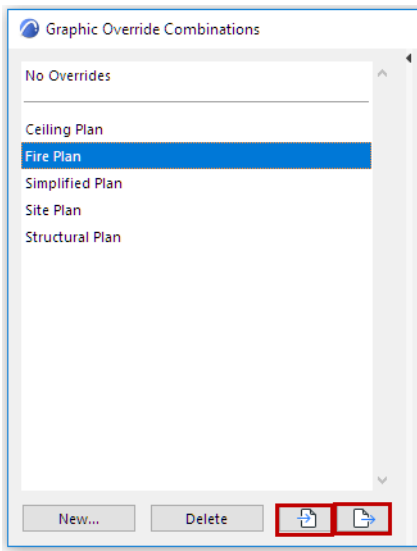 Graphic Override Combinations
No Overrides
Ceiling Plan
Fire Plan
Simplified Plan
Site Plan
Structural Plan
New...
Delete